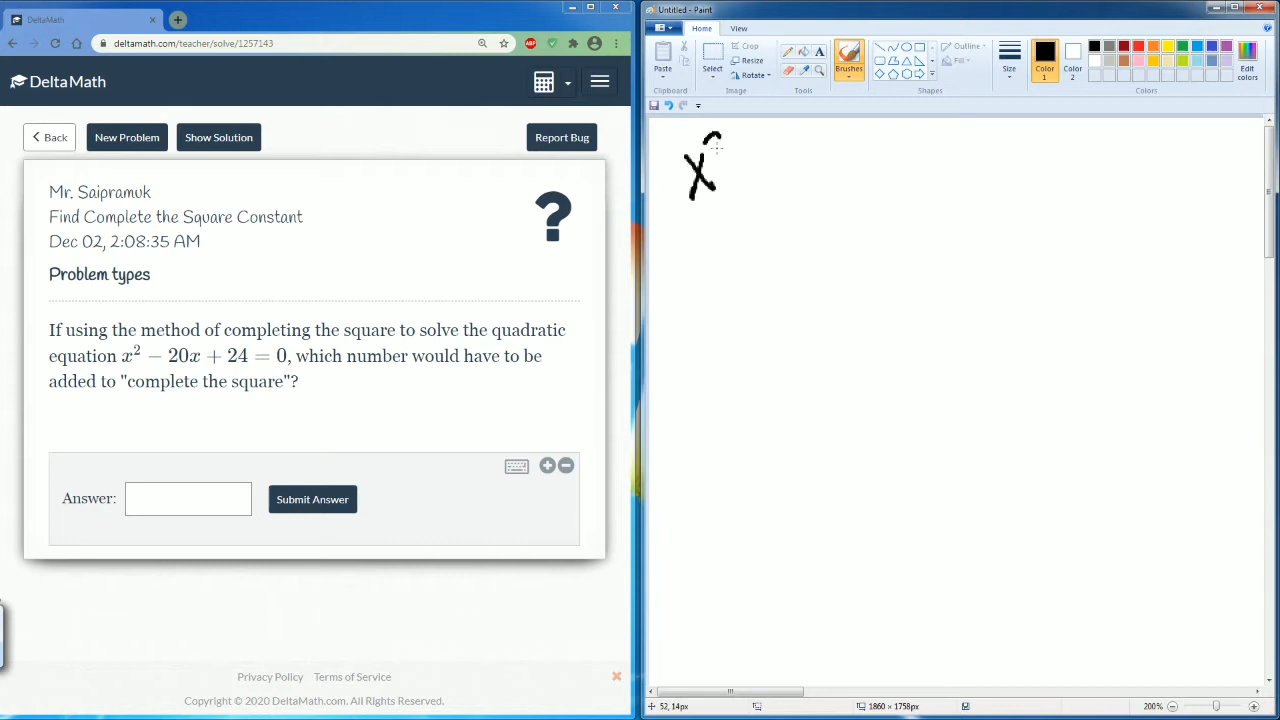 DeltaMath
Untitled - Paint
Home
View
deltamath.com/teacher/solve/1257143
ABP
Paste
Select
Crop
Resize
Rotate
Brushes
Outline
Fill
Size
Color 1
Color 2
Edit colors
Clipboard
Image
Tools
Shapes
Colors
DeltaMath
Back
New Problem
Show Solution
Report Bug
Mr. Saipramuk
Find Complete the Square Constant
Dec 02, 2:08:35 AM
Problem types
?
If using the method of completing the square to solve the quadratic
equation x² − 20x + 24 = 0, which number would have to be
added to "complete the square"?
Answer:
Submit Answer
Privacy Policy
Terms of Service
Copyright © 2020 DeltaMath.com. All Rights Reserved.
x
52, 14px
1860 × 1758px
200%